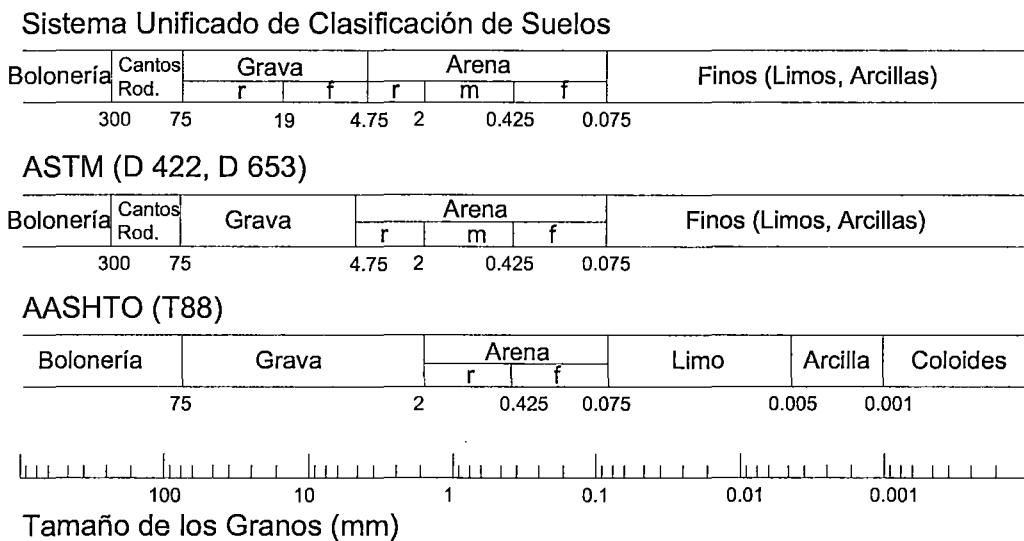 Sistema Unificado de Clasificación de Suelos
Bolonería Cantos Rod. Grava Arena Finos (Limos, Arcillas)
r f r m f
300 75 19 4.75 2 0.425 0.075
ASTM (D 422, D 653)
Bolonería Cantos Rod. Grava Arena Finos (Limos, Arcillas)
r m f
300 75 4.75 2 0.425 0.075
AASHTO (T88)
Bolonería Grava Arena Limo Arcilla Coloides
r f
75 2 0.425 0.075 0.005 0.001
100 10 1 0.1 0.01 0.001
Tamaño de los Granos (mm)